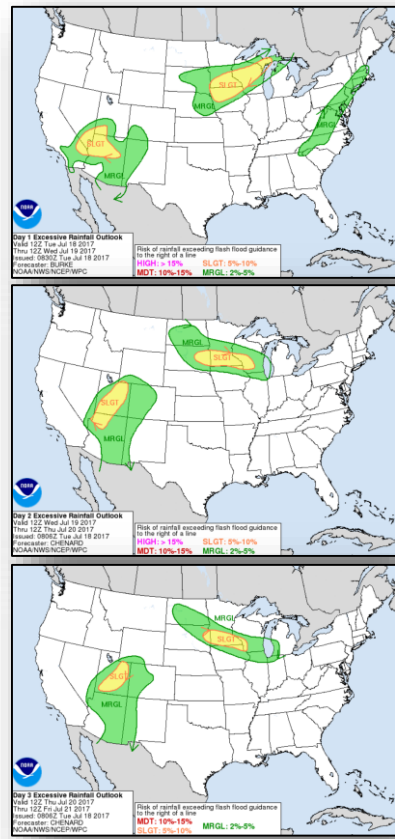 SLGT
MRGL
SLGT
MRGL
MRGL
NOAA
Day 1 Excessive Rainfall Outlook
Valid 12Z Tue Jul 18 2017
Thru 12Z Wed Jul 19 2017
Issued: 0830Z Tue Jul 18 2017
Forecaster: BURKE
NOAA/NWS/NCEP/WPC
Risk of rainfall exceeding flash flood guidance
to the right of a line
HIGH: > 15% SLGT: 5%-10%
MDT: 10%-15% MRGL: 2%-5%
MRGL
SLGT
SLGT
MRGL
NOAA
Day 2 Excessive Rainfall Outlook
Valid 12Z Wed Jul 19 2017
Thru 12Z Thu Jul 20 2017
Issued: 0806Z Tue Jul 18 2017
Forecaster: CHENARD
NOAA/NWS/NCEP/WPC
Risk of rainfall exceeding flash flood guidance
to the right of a line
HIGH: > 15% SLGT: 5%-10%
MDT: 10%-15% MRGL: 2%-5%
MRGL
SLGT
SLGT
MRGL
NOAA
Day 3 Excessive Rainfall Outlook
Valid 12Z Thu Jul 20 2017
Thru 12Z Fri Jul 21 2017
Issued: 0806Z Tue Jul 18 2017
Forecaster: CHENARD
NOAA/NWS/NCEP/WPC
Risk of rainfall exceeding flash flood guidance
to the right of a line
MDT: 10%-15% MRGL: 2%-5%
SLGT: 5%-10%